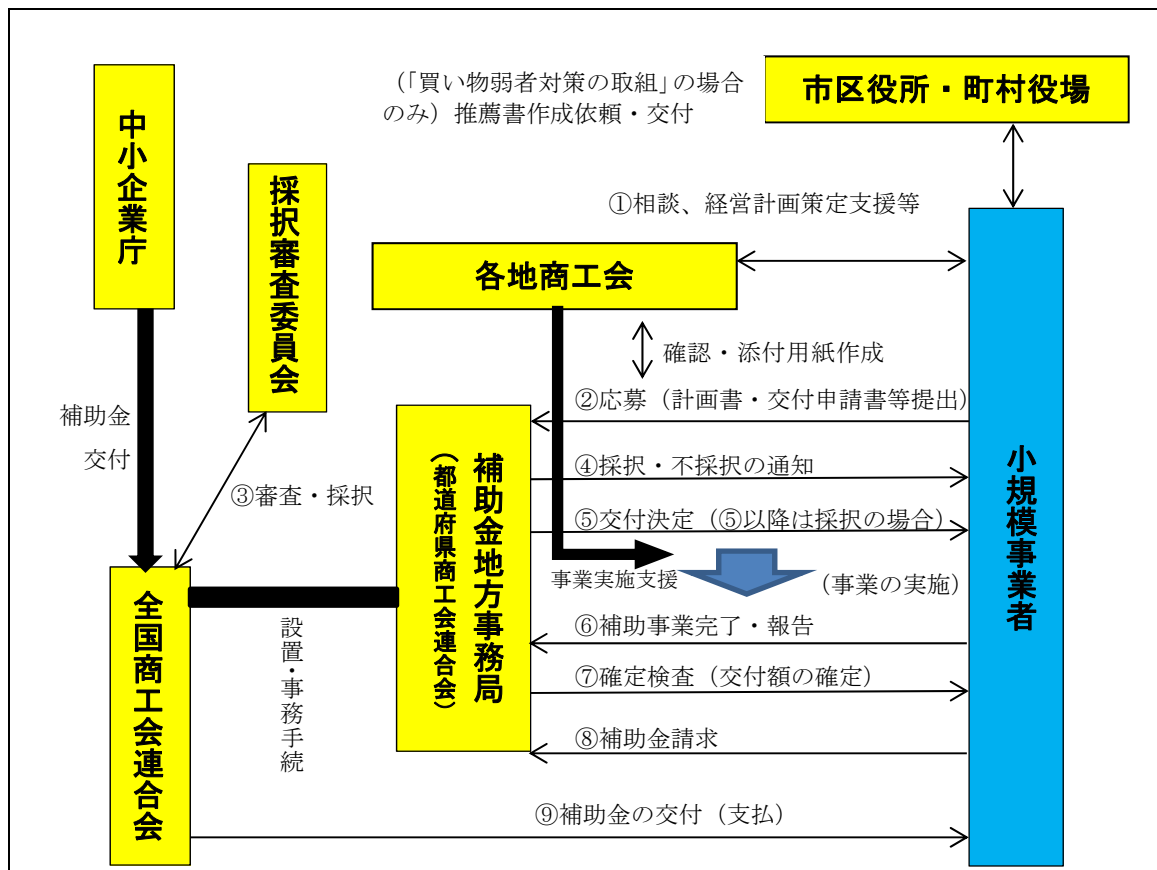 （「買い物弱者対策の取組」の場合
のみ）推薦書作成依頼・交付
市区役所・町村役場
中小企業庁
採択審査委員会
①相談、経営計画策定支援等
各地商工会
確認・添付用紙作成
②応募（計画書・交付申請書等提出）
補助金
交付
③審査・採択
補助金地方事務局
（都道府県商工会連合会）
④採択・不採択の通知
⑤交付決定（⑤以降は採択の場合）
事業実施支援
（事業の実施）
小規模事業者
全国商工会連合会
設置・事務手続
⑥補助事業完了・報告
⑦確定検査（交付額の確定）
⑧補助金請求
⑨補助金の交付（支払）